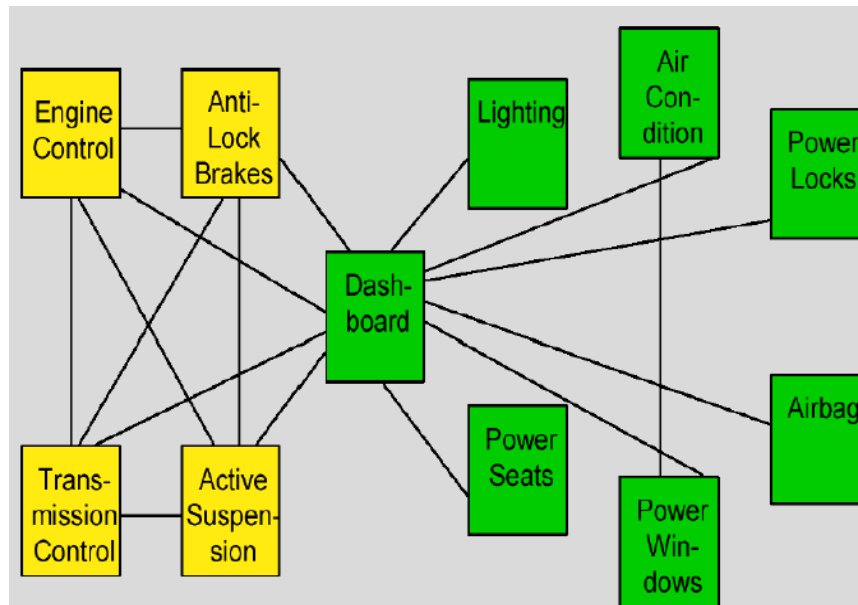 Engine
Control
Anti-
Lock
Brakes
Lighting
Air
Con-
dition
Power
Locks
Dash-
board
Trans-
mission
Control
Active
Suspen-
sion
Power
Seats
Power
Win-
dows
Airbag